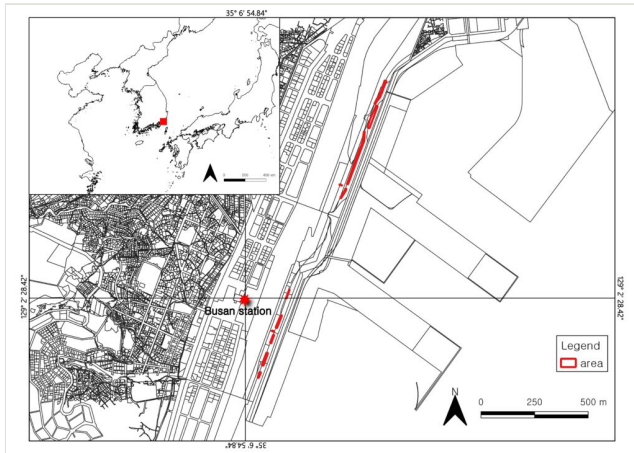 35° 6' 54.84"
129° 2' 28.42"
129° 2' 28.42"
Busan station
Legend
area
N
0 250 500 m
35° 6' 54.84"